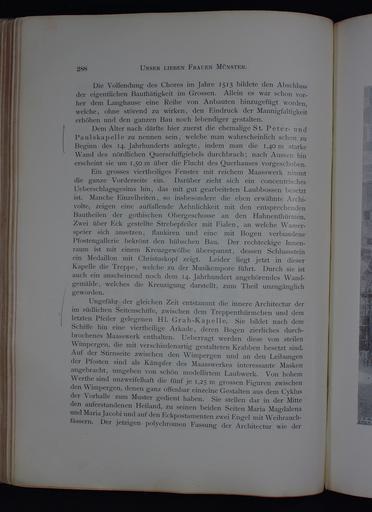 288 Unser lieben Frauen Münster.
Die Vollendung des Chores im Jahre 1513 bildete den Abschluss
der eigentlichen Bauthätigkeit im Grossen. Allein es war schon vor-
her dem Langhause eine Reihe von Anbauten hinzugefügt worden,
welche, ohne störend zu wirken, den Eindruck der Mannigfaltigkeit
erhöhen und den ganzen Bau noch lebendiger gestalten.
Dem Alter nach dürfte hier zuerst die ehemalige St. Peter- und
Paulskapelle zu nennen sein, welche man wahrscheinlich schon zu
Beginn des 14. Jahrhunderts anlegte, indem man die 1,40 m starke
Wand des nördlichen Querschiffgiebels durchbrach; nach Aussen hin
erscheint sie um 1,50 m über die Flucht des Querhauses vorgeschoben.
Ein grosses viertheiliges Fenster mit reichem Masswerk nimmt
die ganze Vorderseite ein. Darüber zieht sich ein concentrisches
Ueberschlagsgesims hin, das mit gut gearbeiteten Laubbossen besetzt
ist. Manche Einzelheiten, so insbesondere die eben erwähnte Archi-
volte, zeigen eine auffallende Aehnlichkeit mit den entsprechenden
Bautheilen der gothischen Obergeschosse an den Hahnenthürmen.
Zwei über Eck gestellte Strebepfeiler mit Fialen, an welche Wasser-
speier sich ansetzen, flankiren und eine mit Bogen verbundene
Pfostengallerie bekrönt den hübschen Bau. Der rechteckige Innen-
raum ist mit einem Kreuzgewölbe überspannt, dessen Schlussstein
ein Medaillon mit Christuskopf zeigt. Leider liegt jetzt in dieser
Kapelle die Treppe, welche zu der Musikempore führt. Durch sie ist
auch ein anscheinend noch dem 14. Jahrhundert angehörendes Wand-
gemälde, welches die Kreuzigung darstellt, zum Theil unzugänglich
geworden.
Ungefähr der gleichen Zeit entstammt die innere Architectur der
im südlichen Seitenschiffe, zwischen dem Treppenthürmchen und dem
letzten Pfeiler gelegenen Hl. Grab-Kapelle. Sie bildet nach dem
Schiffe hin eine viertheilige Arkade, deren Bogen zierliches durch-
brochenes Masswerk enthalten. Ueberragt werden diese von steilen
Wimpergen, die mit verschiedenartig gestalteten Krabben besetzt sind.
Auf der Stirnseite zwischen den Wimpergen und an den Leibungen
der Pfosten sind als Kämpfer des Masswerkes interessante Masken
angebracht, umgeben von schön modellirtem Laubwerk. Von hohem
Werthe sind unzweifelhaft die fünf je 1,25 m grossen Figuren zwischen
den Wimpergen, denen ganz offenbar einzelne Gestalten aus dem Cyklus
der Vorhalle zum Muster gedient haben. Sie stellen dar in der Mitte
den auferstandenen Heiland, zu seinen beiden Seiten Maria Magdalena
und Maria Jacobi und auf den Eckpostamenten zwei Engel mit Weihrauch-
fässern. Der jetzigen polychromen Fassung der Architectur wie der